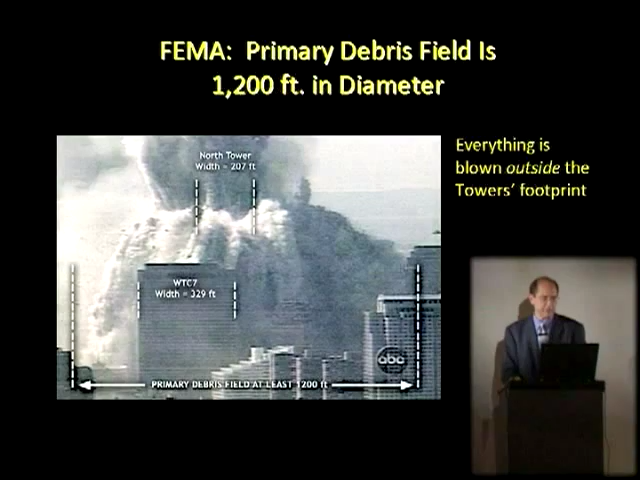 FEMA: Primary Debris Field Is
1,200 ft. in Diameter
Everything is
blown outside the
Towers’ footprint
North Tower
Width = 207 ft
WTC7
Width = 329 ft
abc
PRIMARY DEBRIS FIELD AT LEAST 1200 ft